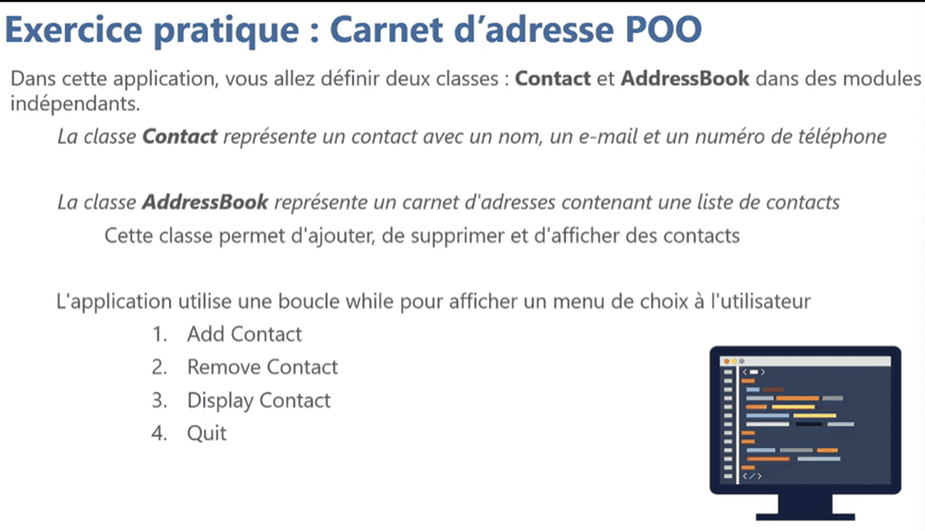 Exercice pratique : Carnet d’adresse POO
Dans cette application, vous allez définir deux classes : Contact et AddressBook dans des modules
indépendants.
La classe Contact représente un contact avec un nom, un e-mail et un numéro de téléphone
La classe AddressBook représente un carnet d'adresses contenant une liste de contacts
Cette classe permet d'ajouter, de supprimer et d'afficher des contacts
L'application utilise une boucle while pour afficher un menu de choix à l'utilisateur
1. Add Contact
2. Remove Contact
3. Display Contact
4. Quit